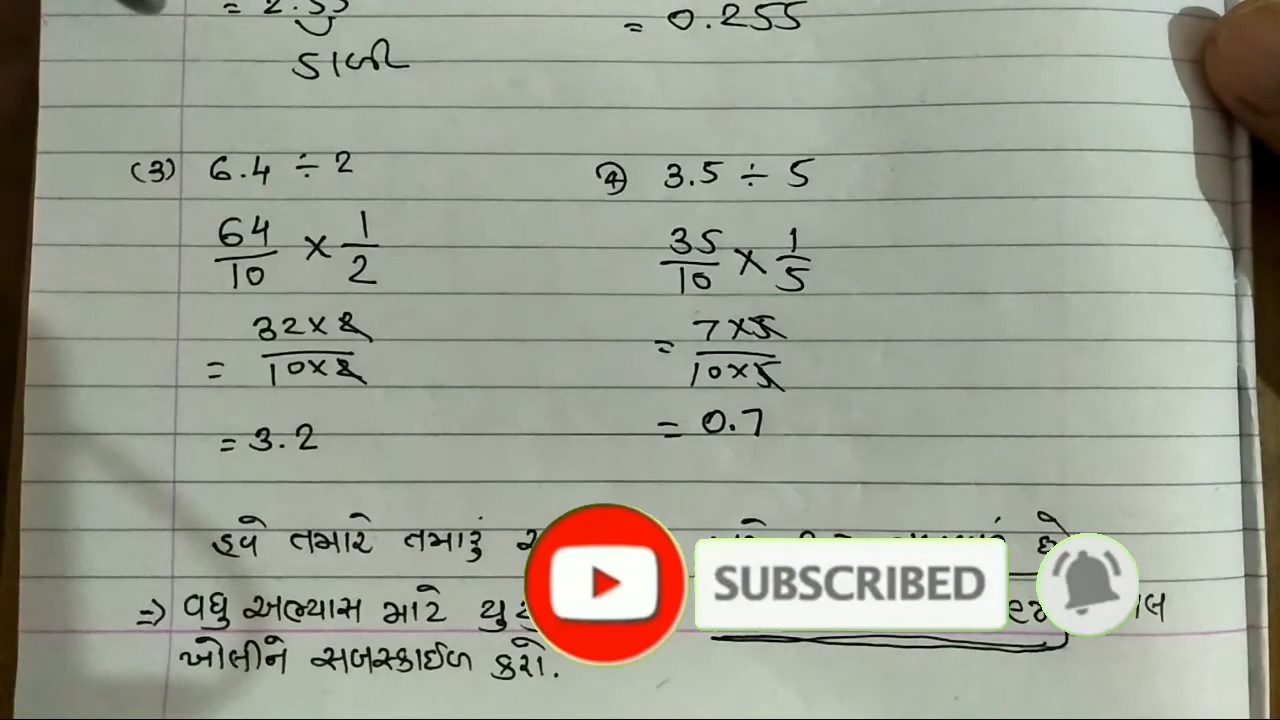 = 2.55 = 0.255
ડાબી
(3) 6.4 ÷ 2 (4) 3.5 ÷ 5
64/10 × 1/2 35/10 × 1/5
= 32×2/10×2 = 7×5/10×5
= 3.2 = 0.7
હવે તમારે તમારું છે
SUBSCRIBED
=> વધુ અભ્યાસ માટે
ખોલીને સબસ્ક્રાઈબ કરો.